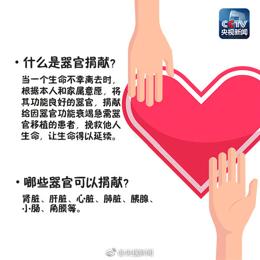 CCTV
央视新闻
• 什么是器官捐献?
当一个生命不幸离去时,
根据本人和家属意愿,将
其功能良好的器官,捐献
给因器官功能衰竭急需器
官移植的患者,挽救他人
生命,让生命得以延续。
• 哪些器官可以捐献?
肾脏、肝脏、心脏、肺脏、胰腺、
小肠、角膜等。
@央视新闻